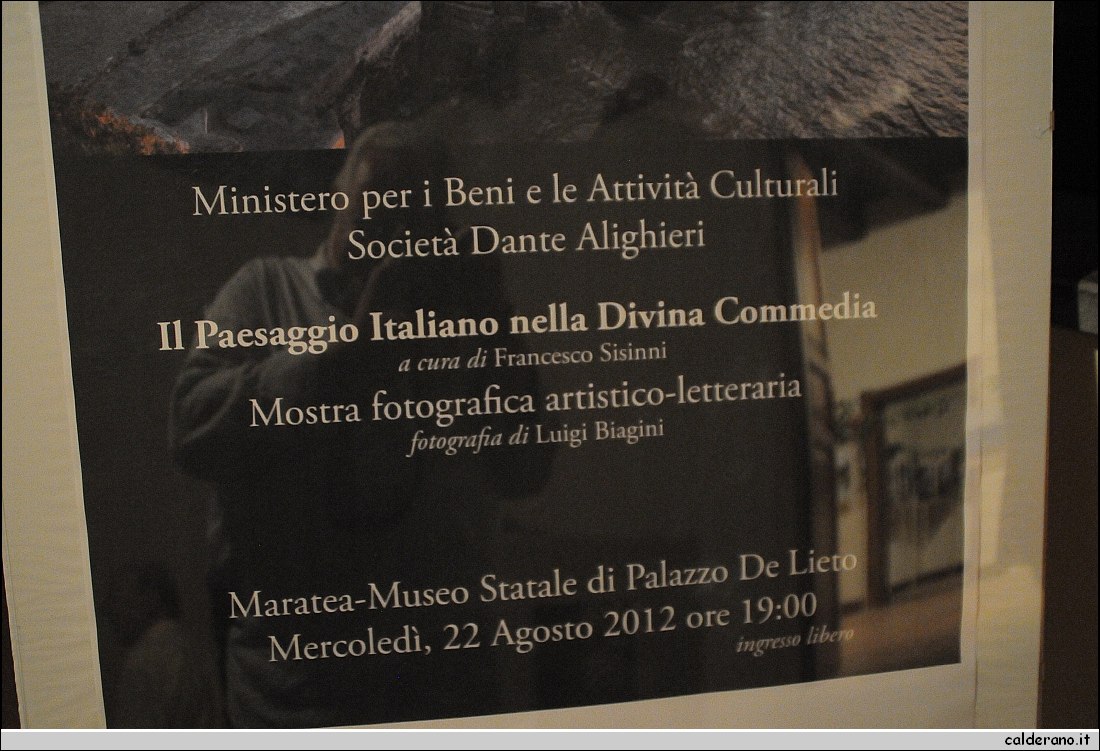 Ministero per i Beni e le Attività Culturali
Società Dante Alighieri
Il Paesaggio Italiano nella Divina Commedia
a cura di Francesco Sisinni
Mostra fotografica artistico-letteraria
fotografia di Luigi Biagini
Maratea-Museo Statale di Palazzo De Lieto
Mercoledì, 22 Agosto 2012 ore 19:00
ingresso libero
calderano.it